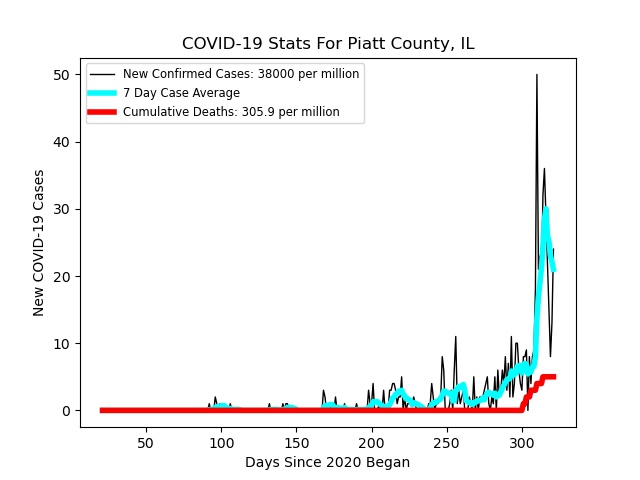 COVID-19 Stats For Piatt County, IL
New Confirmed Cases: 38000 per million
7 Day Case Average
Cumulative Deaths: 305.9 per million
New COVID-19 Cases
50
40
30
20
10
0
50 100 150 200 250 300
Days Since 2020 Began